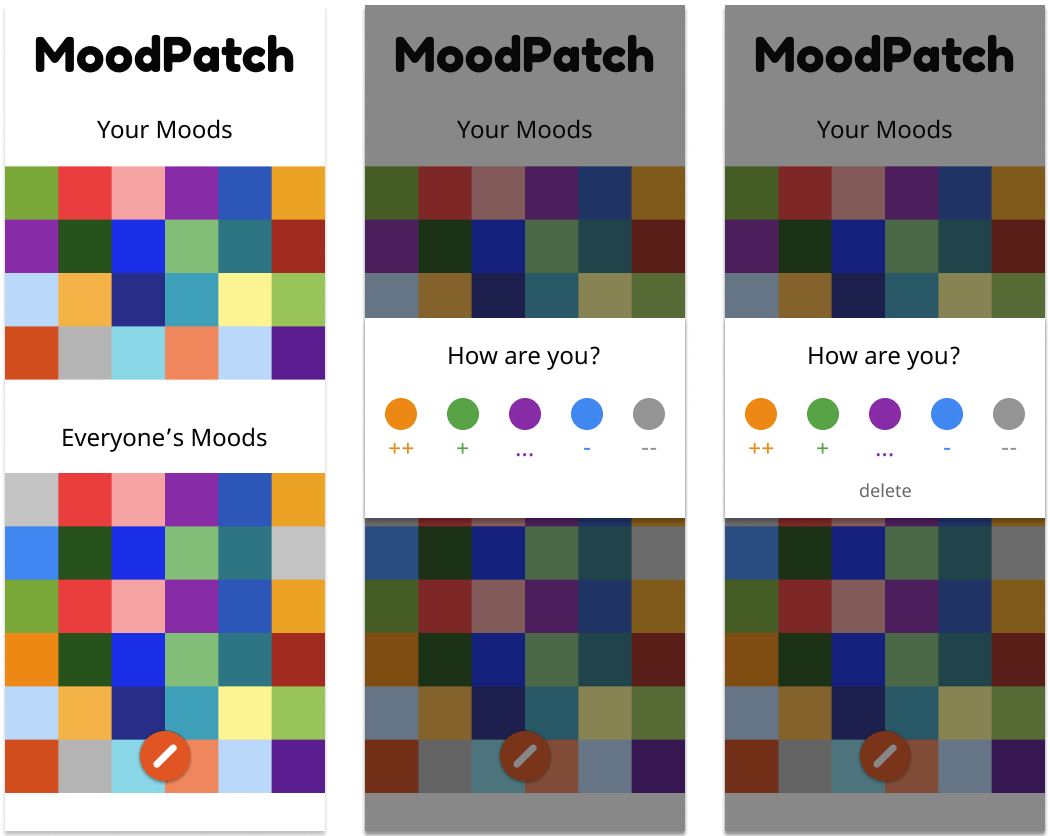 MoodPatch
Your Moods
Everyone’s Moods
MoodPatch
Your Moods
How are you?
++ + ... - --
MoodPatch
Your Moods
How are you?
++ + ... - --
delete